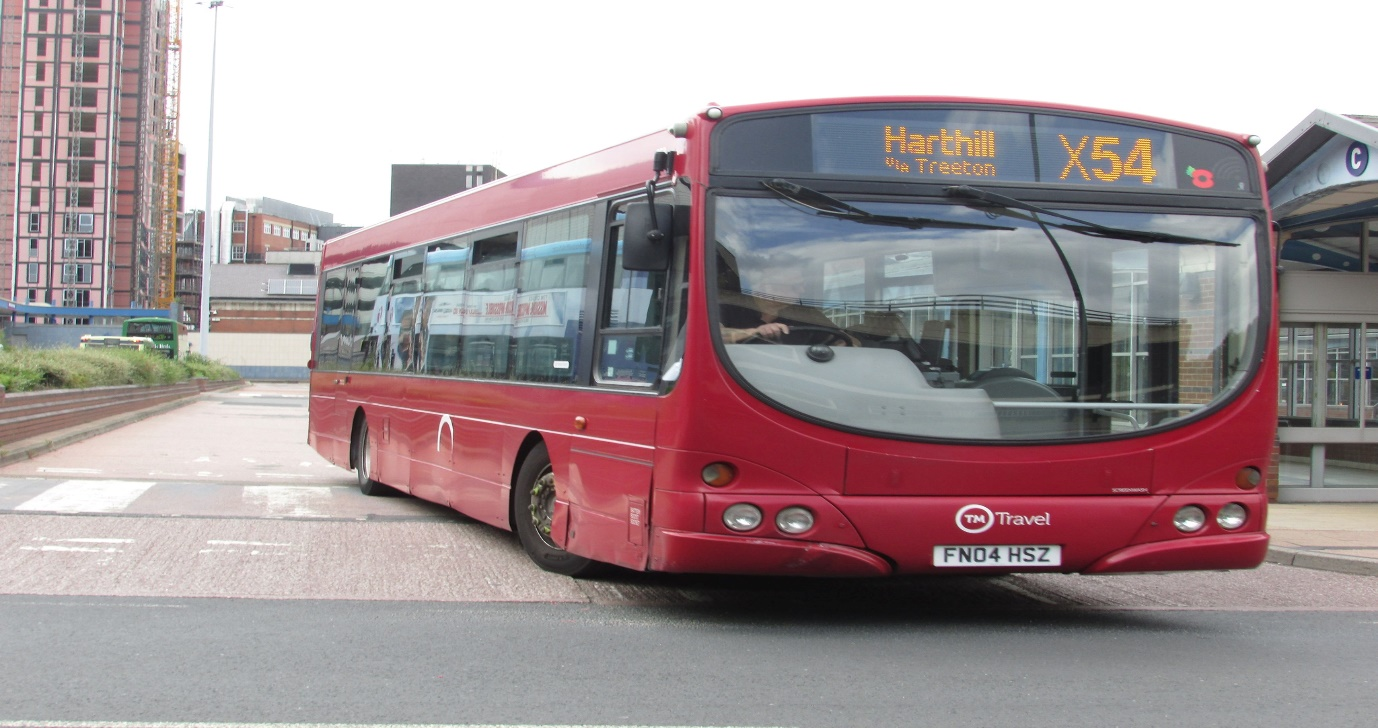 Harthill
via Treeton
X54
C
TM Travel
FN04 HSZ